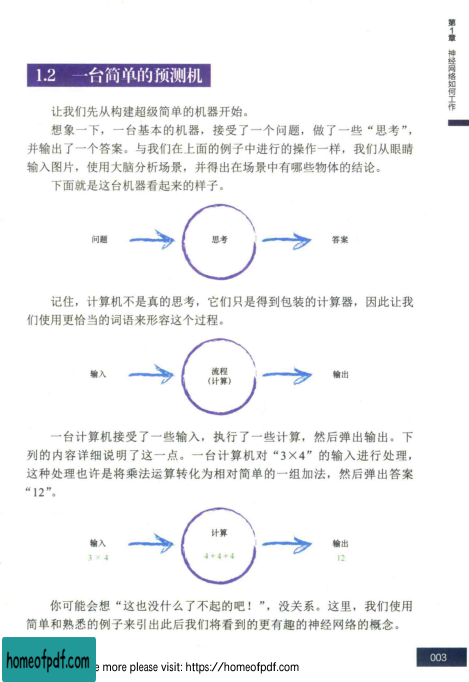 第1章 神经网络如何工作
1.2 一台简单的预测机
让我们先从构建超级简单的机器开始。
想象一下，一台基本的机器，接受了一个问题，做了一些“思考”，
并输出了一个答案。与我们在上面的例子中进行的操作一样，我们从眼睛
输入图片，使用大脑分析场景，并得出在场景中有哪些物体的结论。
下面就是这台机器看起来的样子。
问题 思考 答案
记住，计算机不是真的思考，它们只是得到包装的计算器，因此让我
们使用更恰当的词语来形容这个过程。
输入 流程 输出
（计算）
一台计算机接受了一些输入，执行了一些计算，然后弹出输出。下
列的内容详细说明了这一点。一台计算机对“3×4”的输入进行处理，
这种处理也许是将乘法运算转化为相对简单的一组加法，然后弹出答案
“12”。
输入 计算 输出
3×4 4+4+4 12
你可能会想“这也没什么了不起的吧！”，没关系。这里，我们使用
简单和熟悉的例子来引出此后我们将看到的更有趣的神经网络的概念。
003
homeofpdf.com
e more please visit: https://homeofpdf.com